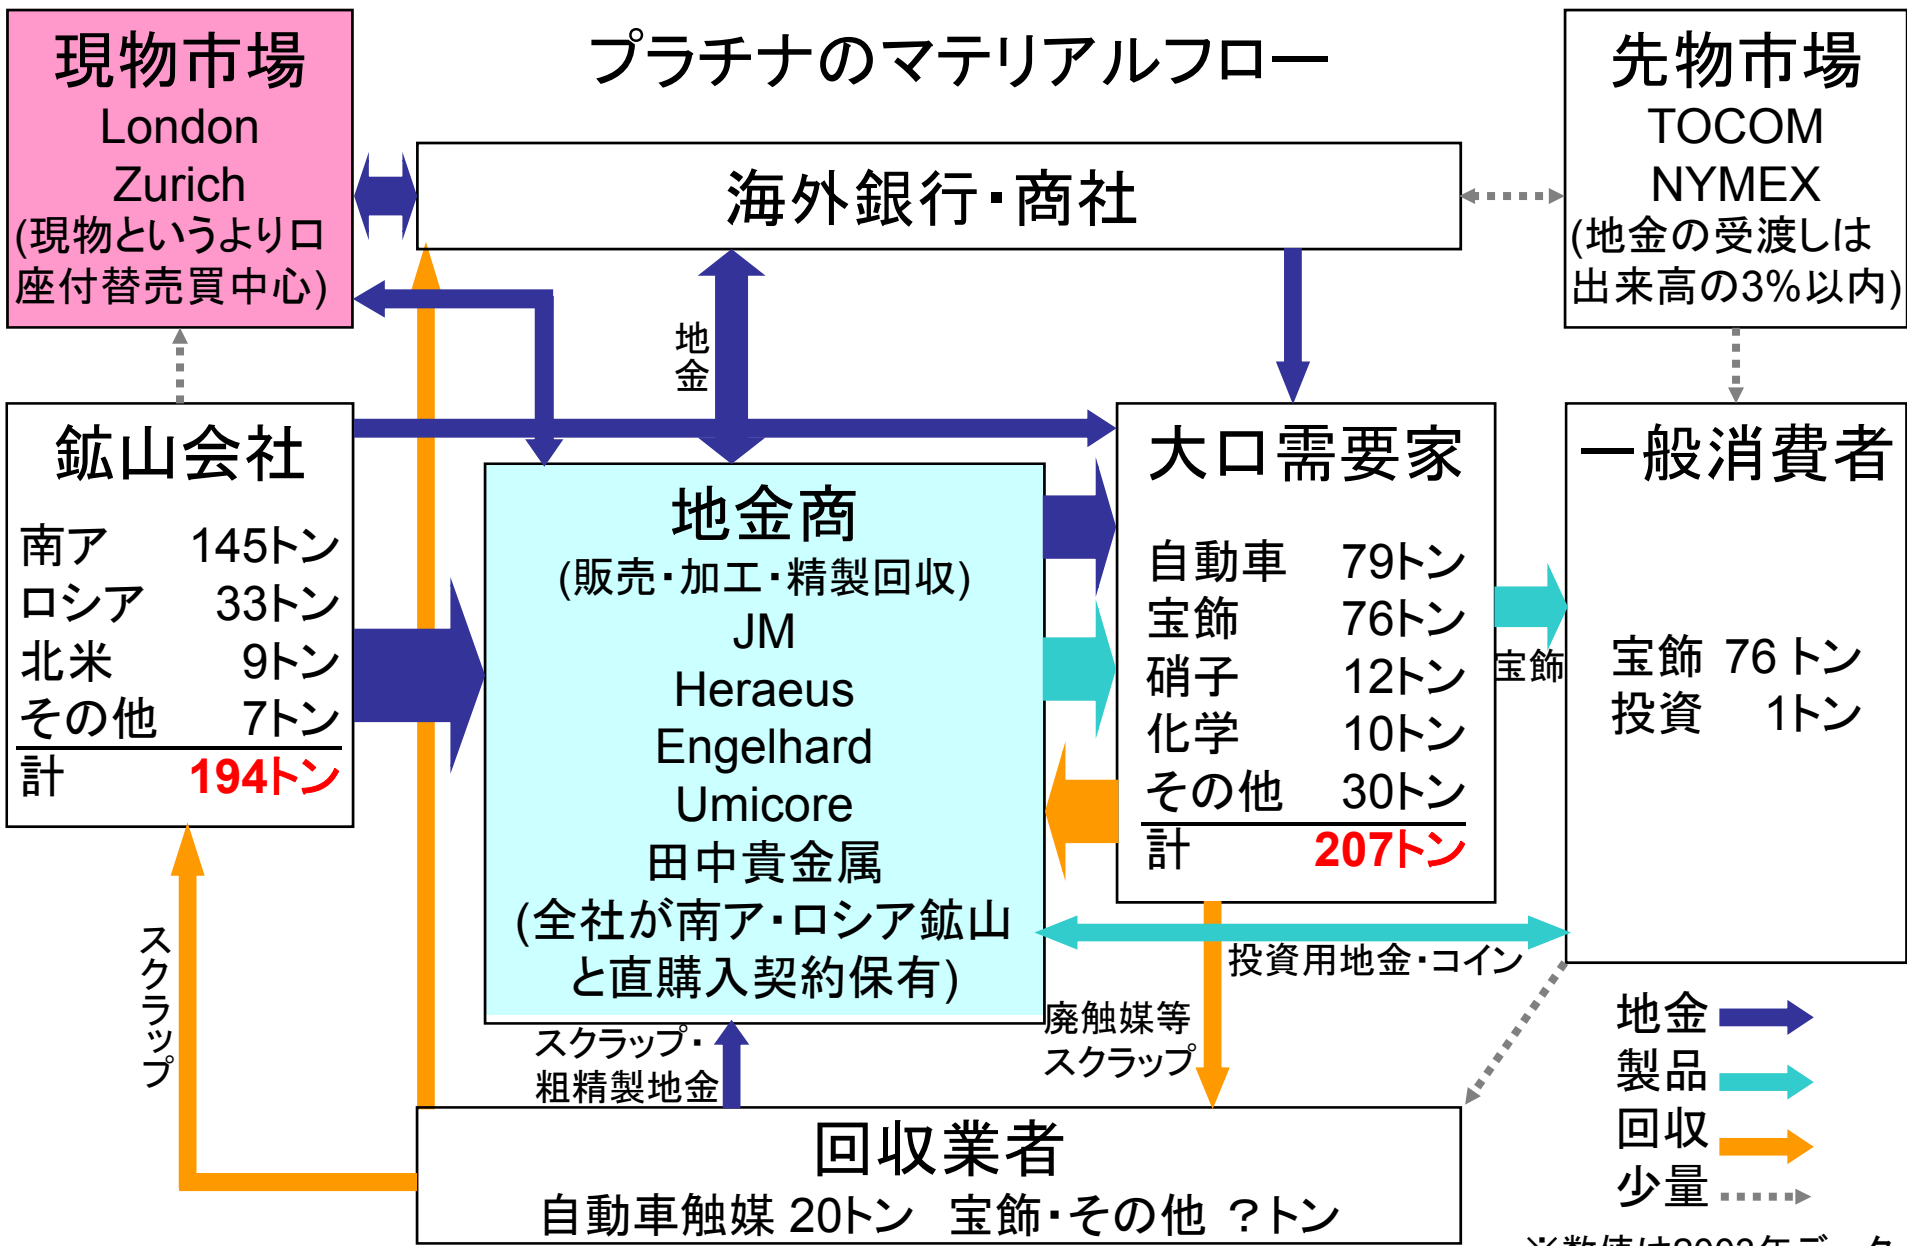 プラチナのマテリアルフロー
現物市場
London
Zurich
(現物というより口
座付替売買中心)
海外銀行・商社
先物市場
TOCOM
NYMEX
(地金の受渡しは
出来高の3%以内)
地金
鉱山会社
南ア 145トン
ロシア 33トン
北米 9トン
その他 7トン
計 194トン
地金商
(販売・加工・精製回収)
JM
Heraeus
Engelhard
Umicore
田中貴金属
(全社が南ア・ロシア鉱山
と直購入契約保有)
大口需要家
自動車 79トン
宝飾 76トン
硝子 12トン
化学 10トン
その他 30トン
計 207トン
宝飾
一般消費者
宝飾 76トン
投資 1トン
投資用地金・コイン
スクラップ
スクラップ・
粗精製地金
廃触媒等
スクラップ
回収業者
自動車触媒 20トン 宝飾・その他 ？トン
地金
製品
回収
少量